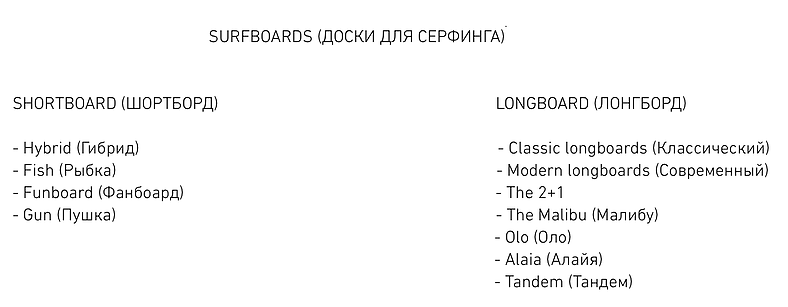 SURFBOARDS (ДОСКИ ДЛЯ СЕРФИНГА)
SHORTBOARD (ШОРТБОРД)
- Hybrid (Гибрид)
- Fish (Рыбка)
- Funboard (Фанбоард)
- Gun (Пушка)
LONGBOARD (ЛОНГБОРД)
- Classic longboards (Классический)
- Modern longboards (Современный)
- The 2+1
- The Malibu (Малибу)
- Olo (Оло)
- Alaia (Алайя)
- Tandem (Тандем)